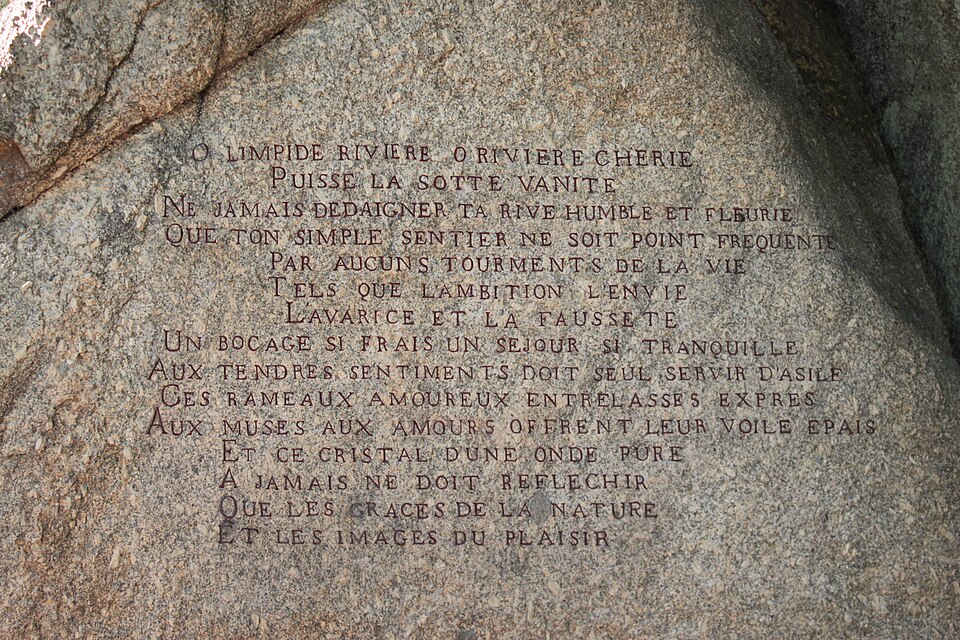 O LIMPIDE RIVIERE O RIVIERE CHERIE
PUISSE LA SOTTE VANITE
NE JAMAIS DEDAIGNER TA RIVE HUMBLE ET FLEURIE
QUE TON SIMPLE SENTIER NE SOIT POINT FREQUENTE
PAR AUCUNS TOURMENTS DE LA VIE
TELS QUE L'AMBITION L'ENVIE
LAVARICE ET LA FAUSSETE
UN BOCAGE SI FRAIS UN SEJOUR SI TRANQUILLE
AUX TENDRES SENTIMENTS DOIT SEUL SERVIR D'ASILE
CES RAMEAUX AMOUREUX ENTRELASSES EXPRES
AUX MUSES AUX AMOURS OFFRENT LEUR VOILE EPAIS
ET CE CRISTAL D'UNE ONDE PURE
A JAMAIS NE DOIT REFLECHIR
QUE LES GRACES DE LA NATURE
ET LES IMAGES DU PLAISIR